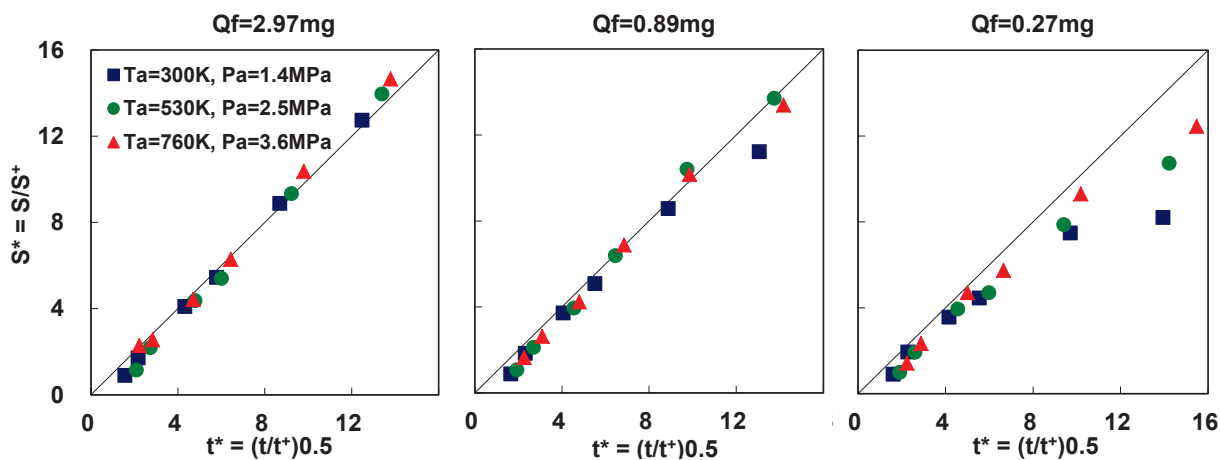 Qf=2.97mg
Qf=0.89mg
Qf=0.27mg
16
12
8
4
0
S* = S/S⁺
Ta=300K, Pa=1.4MPa
Ta=530K, Pa=2.5MPa
Ta=760K, Pa=3.6MPa
0 4 8 12
0 4 8 12
0 4 8 12 16
t* = (t/t⁺)0.5
t* = (t/t⁺)0.5
t* = (t/t⁺)0.5